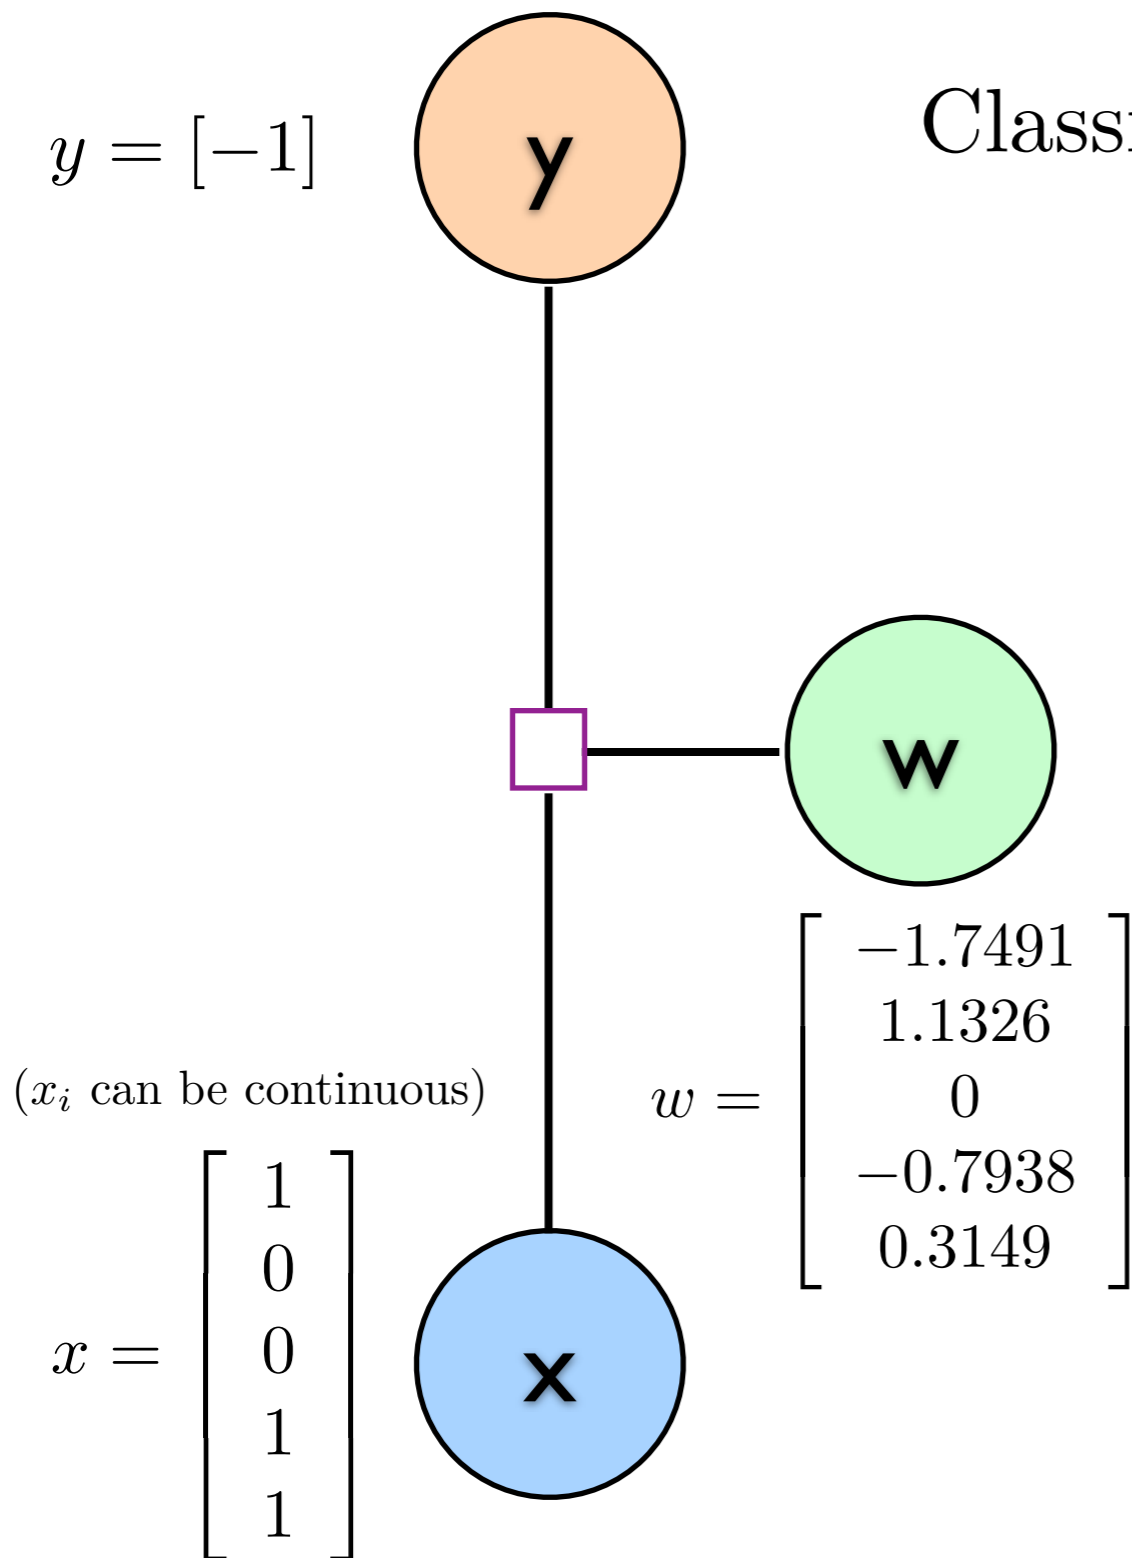 y = [−1]
y
Classi
w
−1.7491
1.1326
0
−0.7938
0.3149
w =
(x_i can be continuous)
1
0
0
1
1
x =
x